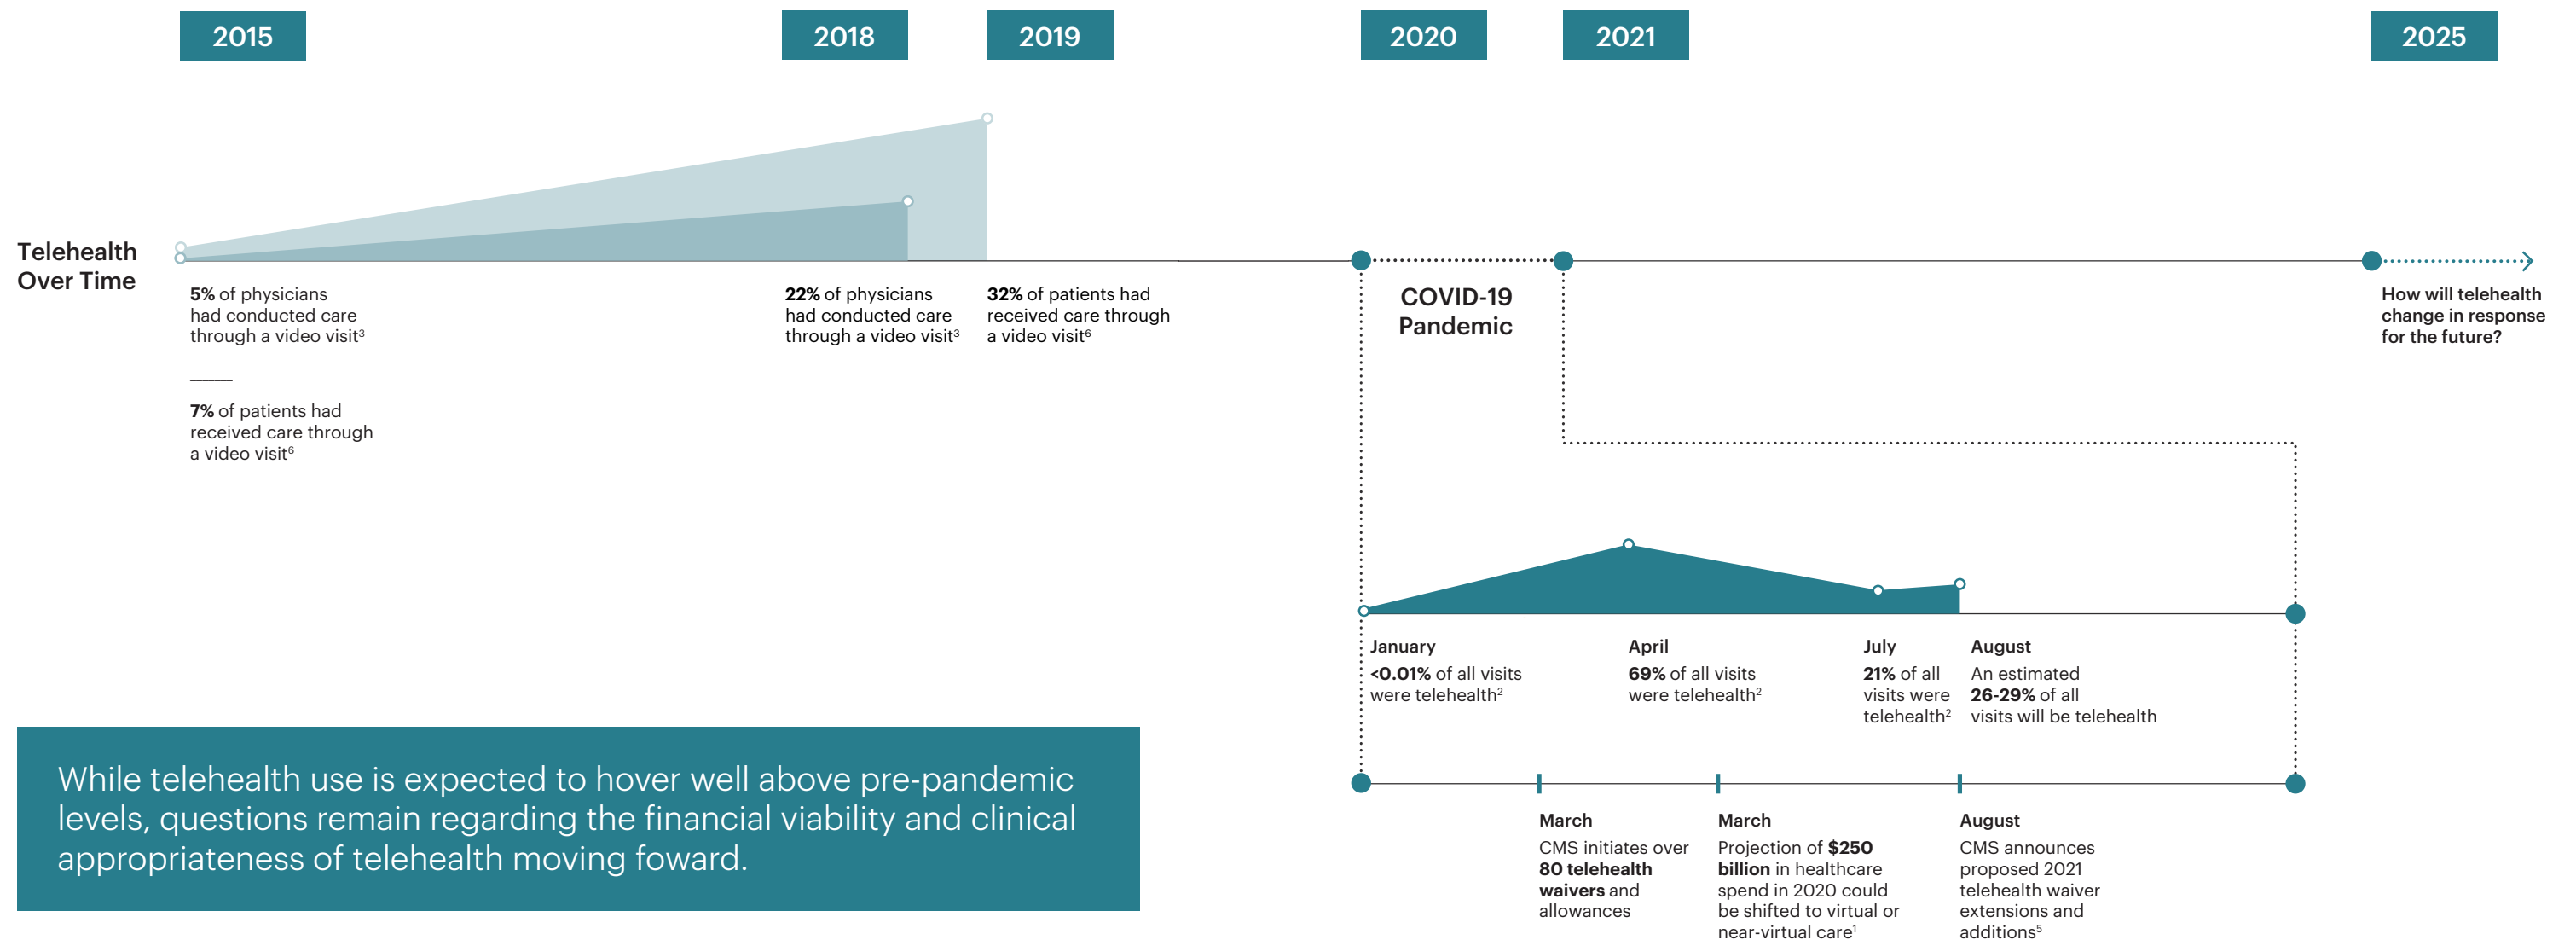 2015
2018
2019
2020
2021
2025
Telehealth
Over Time
5% of physicians
had conducted care
through a video visit³
7% of patients had
received care through
a video visit⁶
22% of physicians
had conducted care
through a video visit³
32% of patients had
received care through
a video visit⁶
COVID-19
Pandemic
How will telehealth
change in response
for the future?
January
<0.01% of all visits
were telehealth²
April
69% of all visits
were telehealth²
July
21% of all
visits were
telehealth²
August
An estimated
26-29% of all
visits will be telehealth
March
CMS initiates over
80 telehealth
waivers and
allowances
March
Projection of $250
billion in healthcare
spend in 2020 could
be shifted to virtual or
near-virtual care¹
August
CMS announces
proposed 2021
telehealth waiver
extensions and
additions⁵
While telehealth use is expected to hover well above pre-pandemic
levels, questions remain regarding the financial viability and clinical
appropriateness of telehealth moving foward.